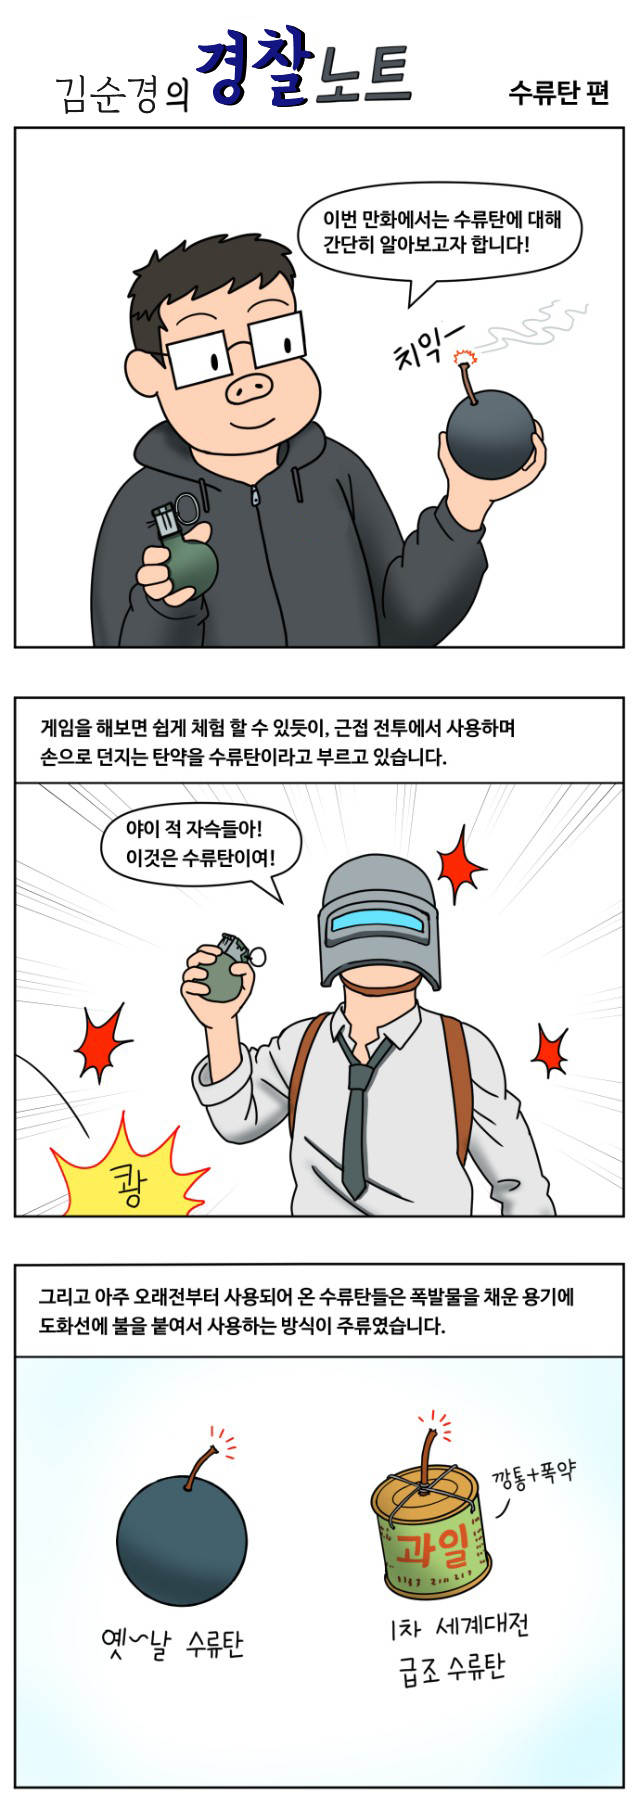 김순경의 경찰노트
수류탄 편
이번 만화에서는 수류탄에 대해
간단히 알아보고자 합니다!
치익ㅡ
게임을 해보면 쉽게 체험 할 수 있듯이, 근접 전투에서 사용하며
손으로 던지는 탄약을 수류탄이라고 부르고 있습니다.
야이 적 자슥들아!
이것은 수류탄이여!
쾅
그리고 아주 오래전부터 사용되어 온 수류탄들은 폭발물을 채운 용기에
도화선에 불을 붙여서 사용하는 방식이 주류였습니다.
깡통+폭약
과일
옛~날 수류탄
1차 세계대전
급조 수류탄